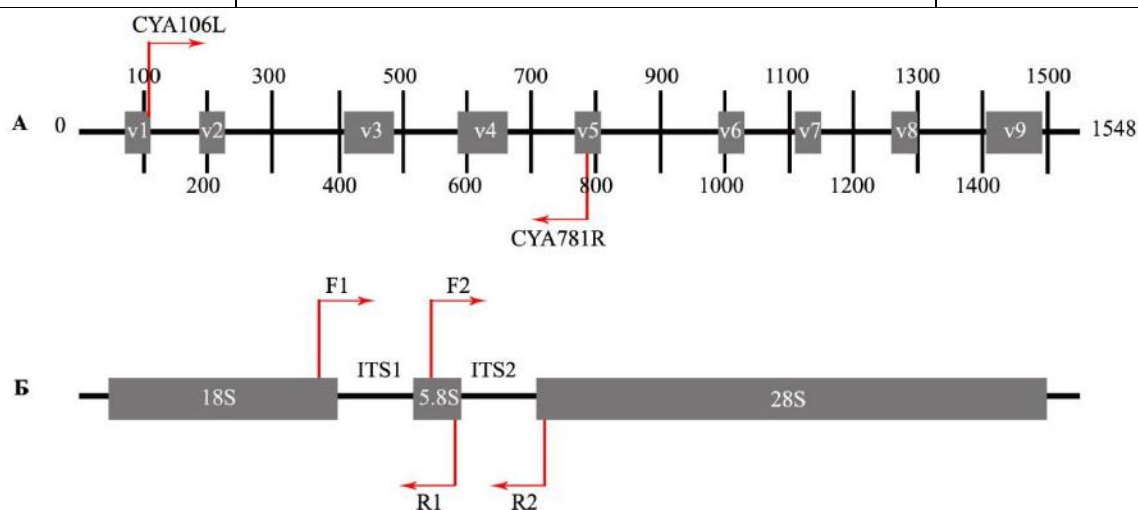 CYA106L
100 300 500 700 900 1100 1300 1500
А 0 v1 v2 v3 v4 v5 v6 v7 v8 v9 1548
200 400 600 800 1000 1200 1400
CYA781R
F1 F2
ITS1 ITS2
Б 18S 5.8S 28S
R1 R2